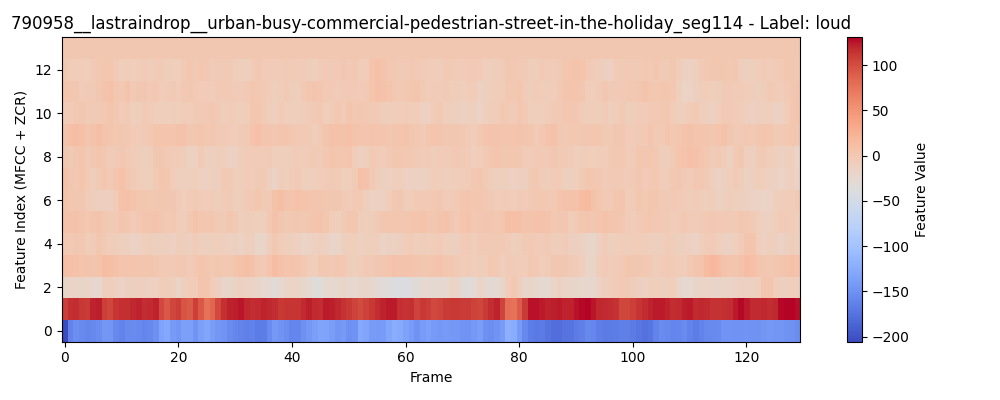 790958__lastraindrop__urban-busy-commercial-pedestrian-street-in-the-holiday_seg114 - Label: loud
12
10
8
6
4
2
0
Feature Index (MFCC + ZCR)
0 20 40 60 80 100 120
Frame
100
50
0
−50
−100
−150
−200
Feature Value